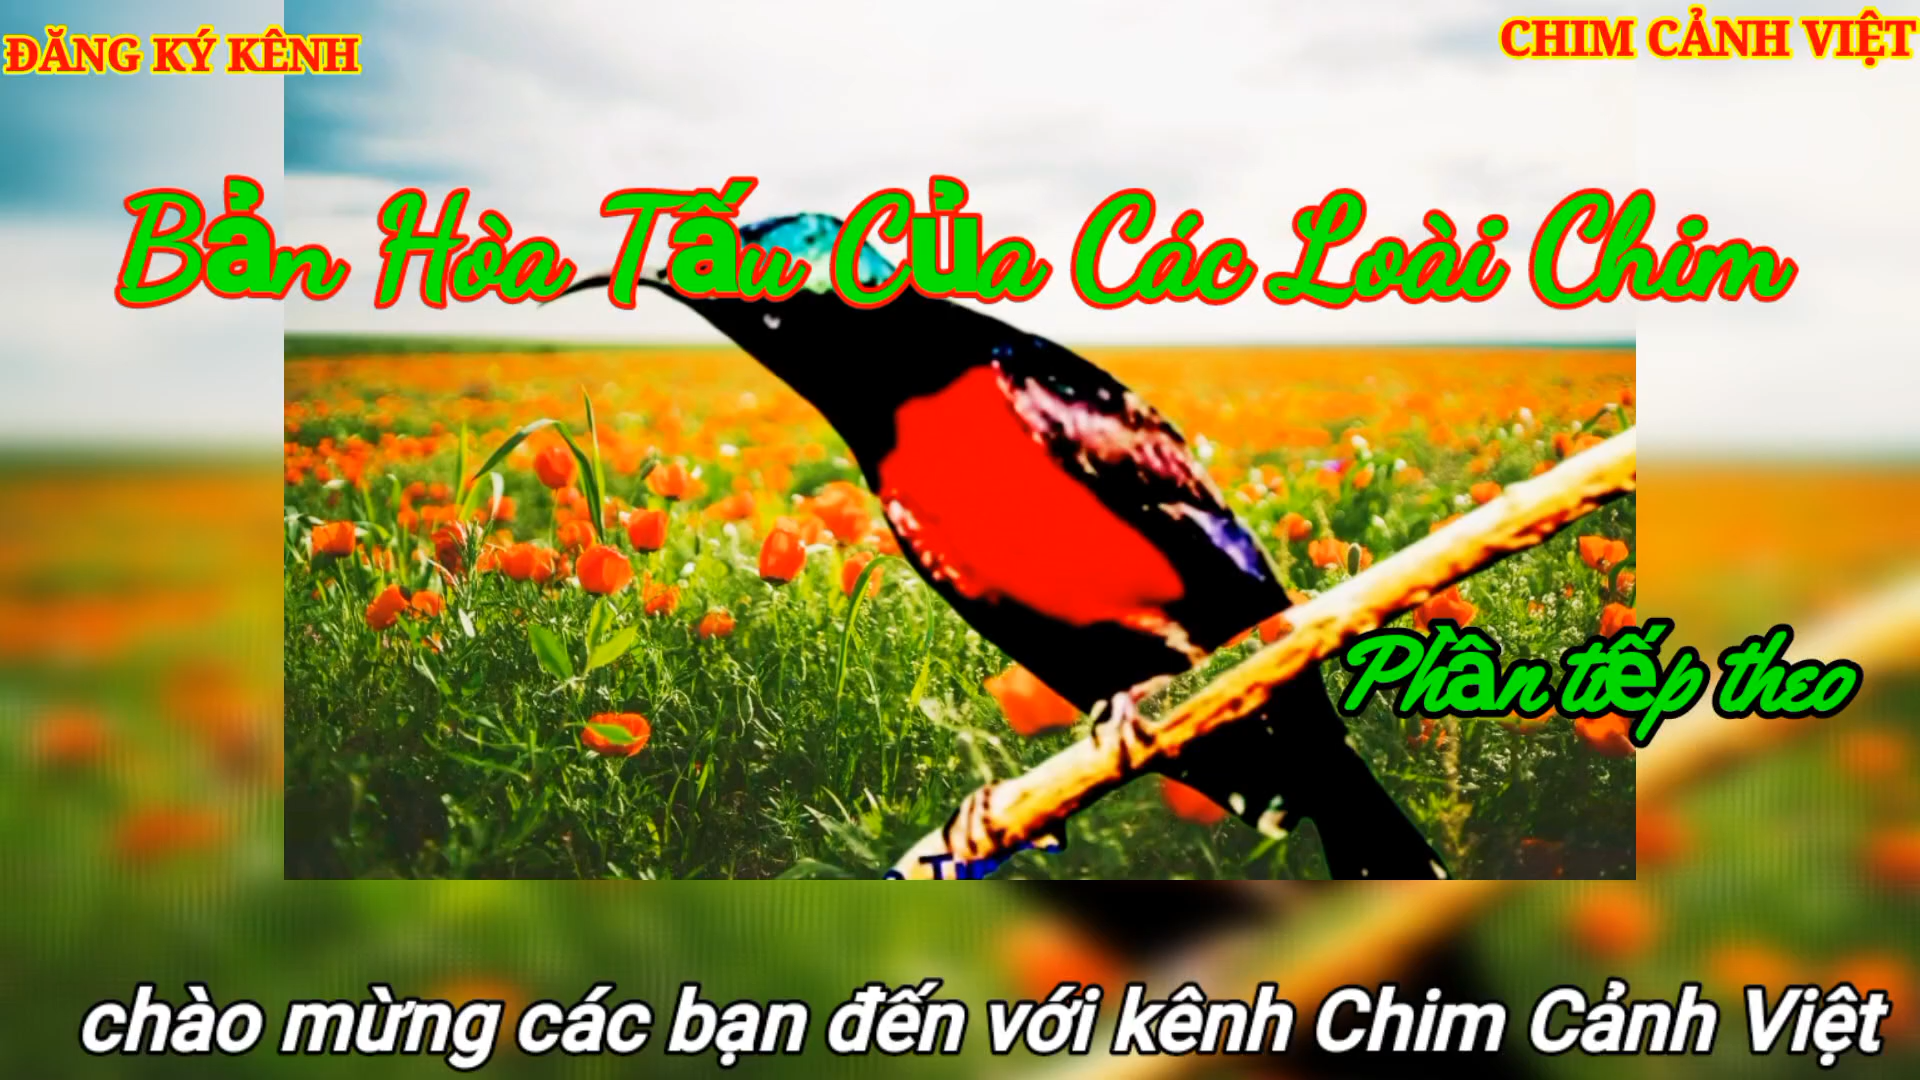 ĐĂNG KÝ KÊNH
CHIM CẢNH VIỆT
Bản Hòa Tấu Của Các Loài Chim
Phần tiếp theo
chào mừng các bạn đến với kênh Chim Cảnh Việt